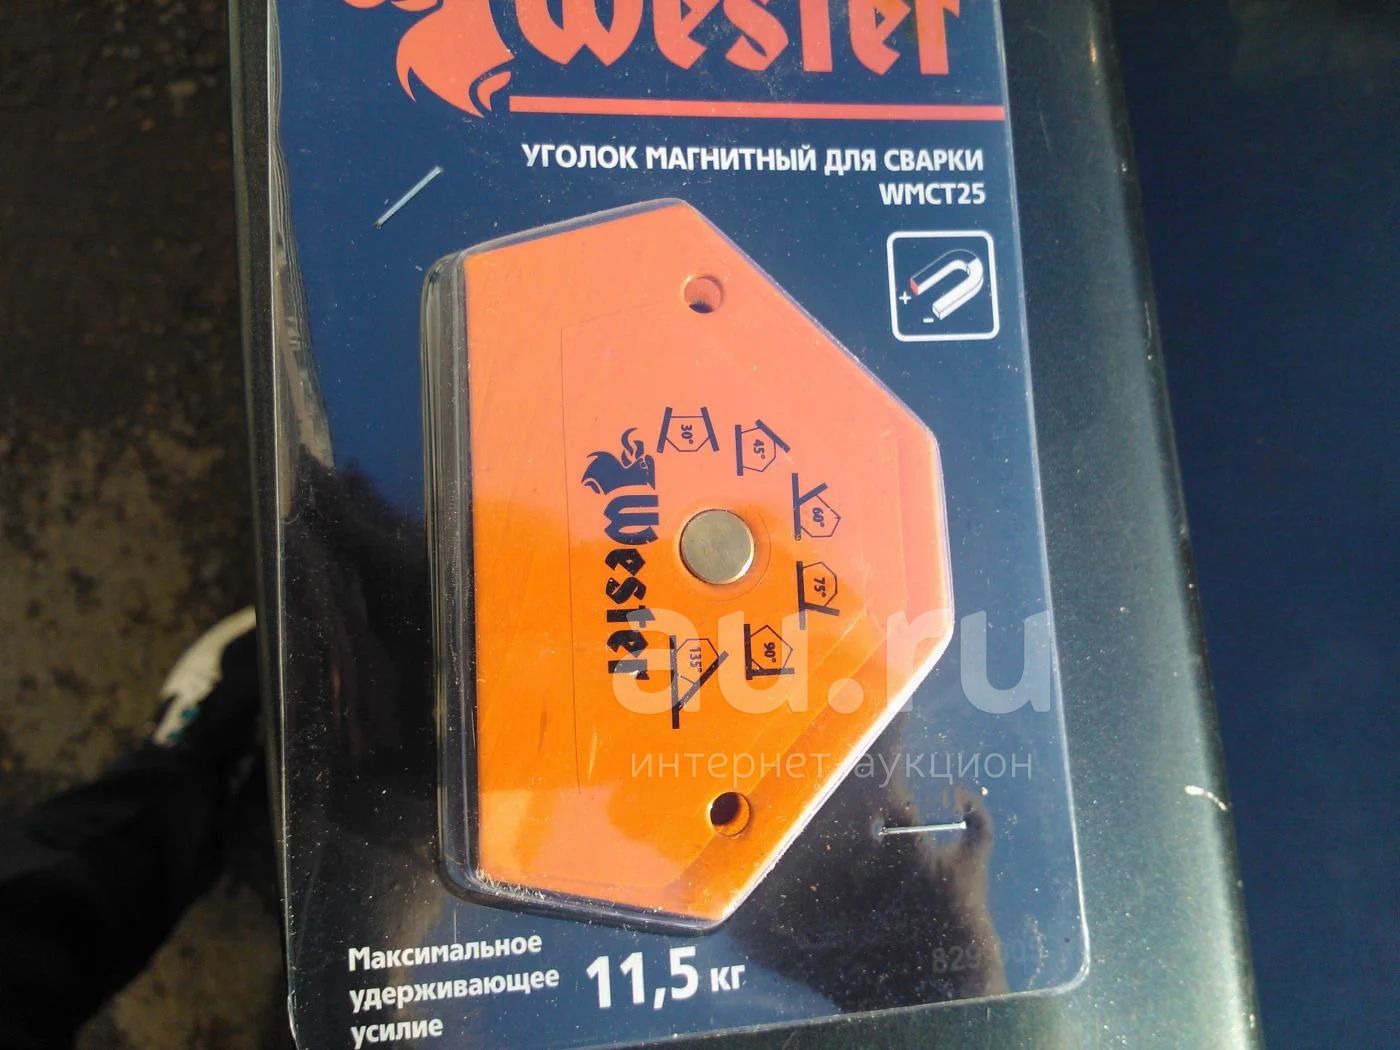 Wester
УГОЛОК МАГНИТНЫЙ ДЛЯ СВАРКИ
WMCT25
+
-
30°
45°
60°
75°
90°
135°
Wester
au.ru
интернет-аукцион
Максимальное
удерживающее
усилие
11,5 кг